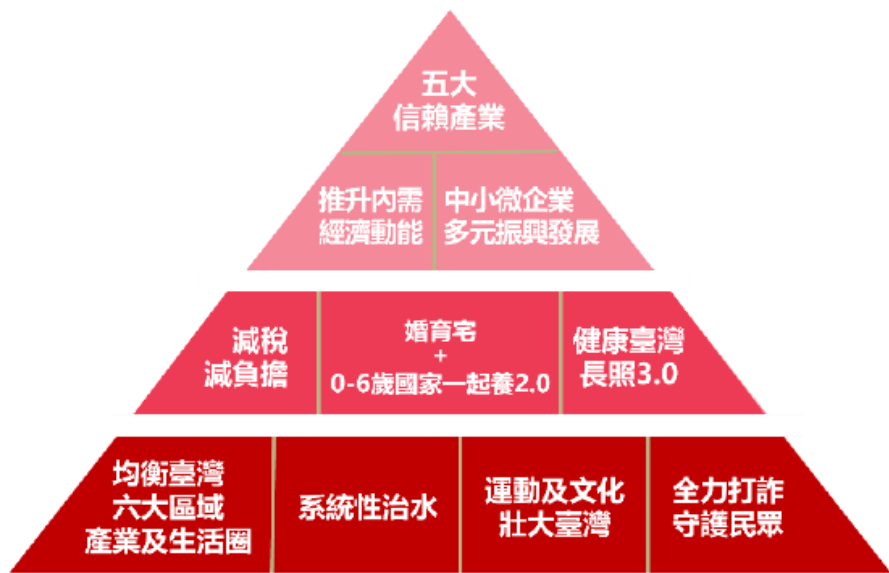 五大
信賴產業
推升內需
經濟動能
中小微企業
多元振興發展
減稅
減負擔
婚育宅
+
0-6歲國家一起養2.0
健康臺灣
長照3.0
均衡臺灣
六大區域
產業及生活圈
系統性治水
運動及文化
壯大臺灣
全力打詐
守護民眾